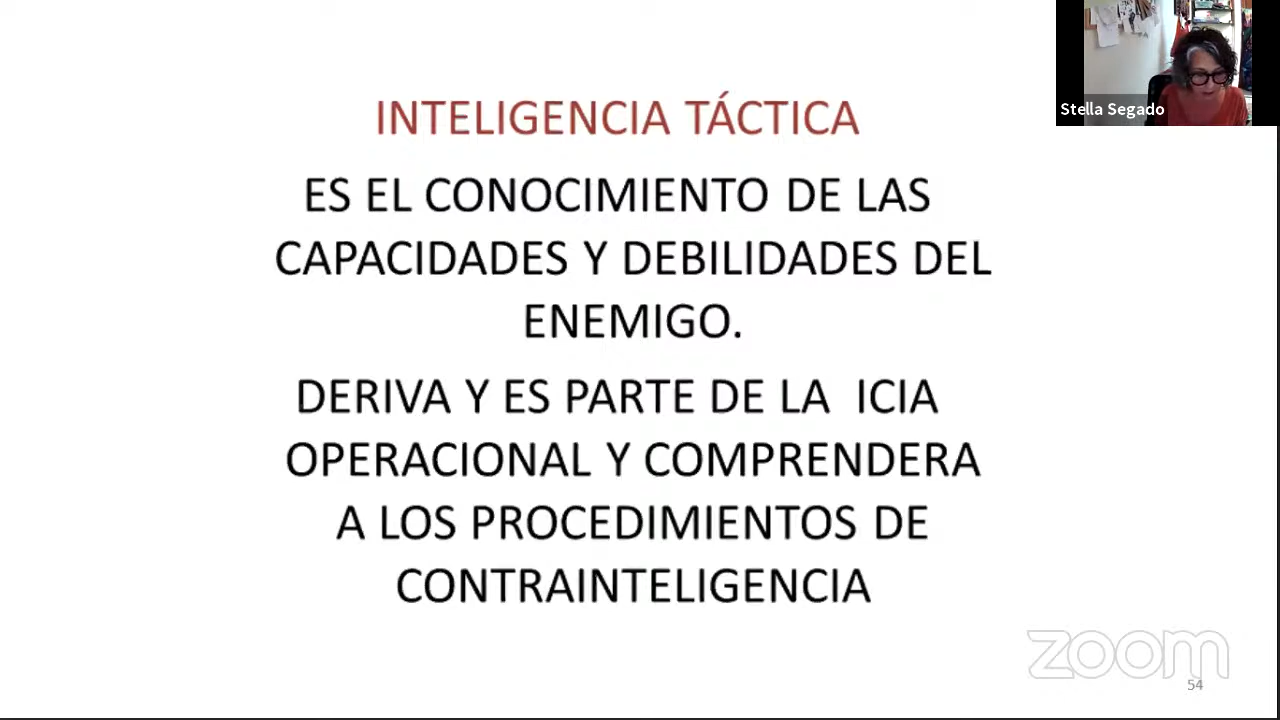 Stella Segado
INTELIGENCIA TÁCTICA
ES EL CONOCIMIENTO DE LAS
CAPACIDADES Y DEBILIDADES DEL
ENEMIGO.
DERIVA Y ES PARTE DE LA ICIA
OPERACIONAL Y COMPRENDERA
A LOS PROCEDIMIENTOS DE
CONTRAINTELIGENCIA
zoom
54